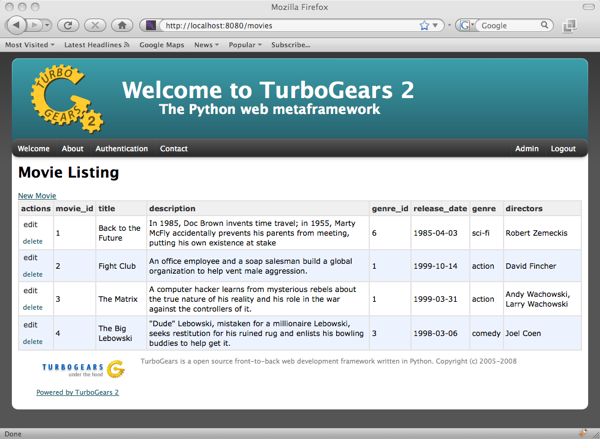 Mozilla Firefox
http://localhost:8080/movies
Google
Most Visited Latest Headlines Google Maps News Popular Subscribe...
TURBO GEARS 2
Welcome to TurboGears 2
The Python web metaframework
Welcome About Authentication Contact Admin Logout
Movie Listing
New Movie
actions movie_id title description genre_id release_date genre directors
edit
delete
1
Back to the
Future
In 1985, Doc Brown invents time travel; in 1955, Marty
McFly accidentally prevents his parents from meeting,
putting his own existence at stake
6
1985-04-03
sci-fi
Robert Zemeckis
edit
delete
2
Fight Club
An office employee and a soap salesman build a global
organization to help vent male aggression.
1
1999-10-14
action
David Fincher
edit
delete
3
The Matrix
A computer hacker learns from mysterious rebels about
the true nature of his reality and his role in the war
against the controllers of it.
1
1999-03-31
action
Andy Wachowski,
Larry Wachowski
edit
delete
4
The Big
Lebowski
"Dude" Lebowski, mistaken for a millionaire Lebowski,
seeks restitution for his ruined rug and enlists his bowling
buddies to help get it.
3
1998-03-06
comedy
Joel Coen
TURBOGEARS
under the hood
TurboGears is a open source front-to-back web development framework written in Python. Copyright (c) 2005-2008
Powered by TurboGears 2
Done